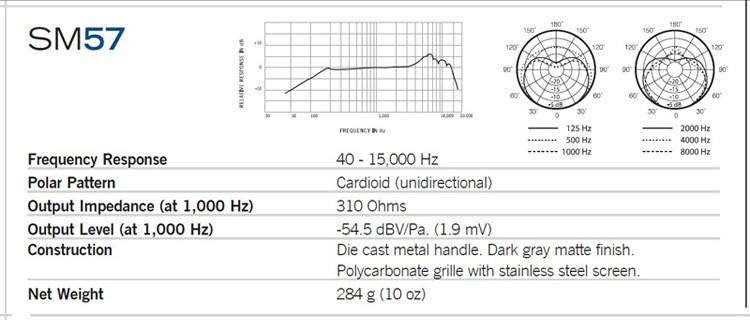 SM57
RELATIVE RESPONSE IN dB
+10
0
-10
20 50 100 1,000 10,000 20,000
FREQUENCY IN Hz
180°
150° 150°
120° 120°
90° 90°
60° 60°
30° 30°
0
-20
-15
-10
-5 dB
125 Hz
500 Hz
1000 Hz
180°
150° 150°
120° 120°
90° 90°
60° 60°
30° 30°
0
-20
-15
-10
-5 dB
2000 Hz
4000 Hz
8000 Hz
Frequency Response 40 - 15,000 Hz
Polar Pattern Cardioid (unidirectional)
Output Impedance (at 1,000 Hz) 310 Ohms
Output Level (at 1,000 Hz) -54.5 dBV/Pa. (1.9 mV)
Construction Die cast metal handle. Dark gray matte finish.
Polycarbonate grille with stainless steel screen.
Net Weight 284 g (10 oz)